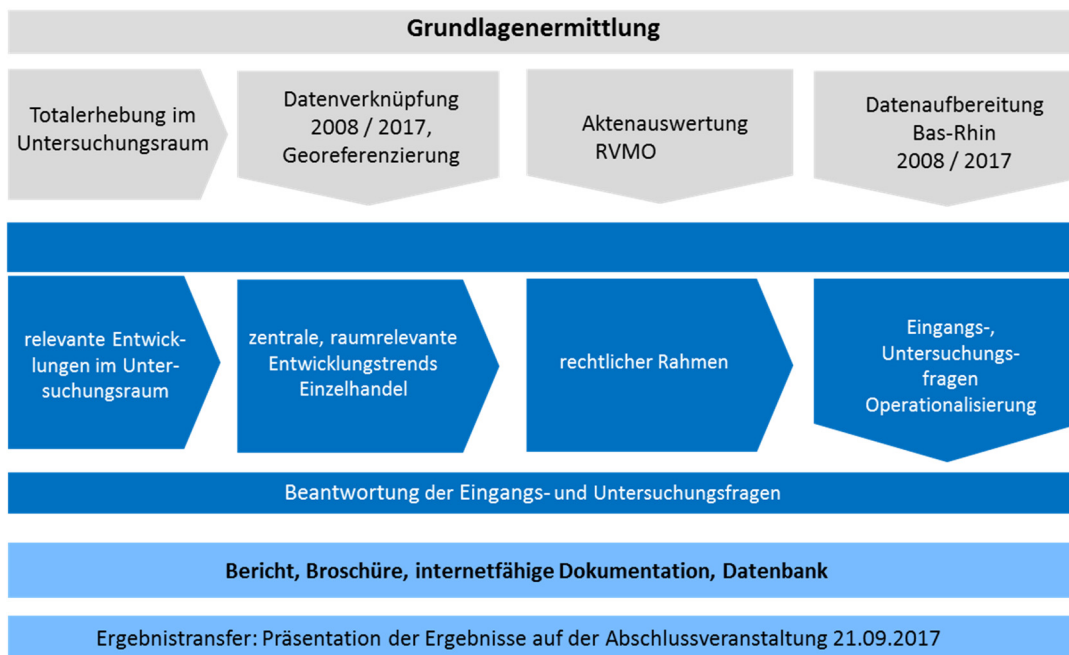 Grundlagenermittlung
Totalerhebung im
Untersuchungsraum
Datenverknüpfung
2008 / 2017,
Georeferenzierung
Aktenauswertung
RVMO
Datenaufbereitung
Bas-Rhin
2008 / 2017
relevante Entwick-
lungen im Unter-
suchungsraum
zentrale, raumrelevante
Entwicklungstrends
Einzelhandel
rechtlicher Rahmen
Eingangs-,
Untersuchungs-
fragen
Operationalisierung
Beantwortung der Eingangs- und Untersuchungsfragen
Bericht, Broschüre, internetfähige Dokumentation, Datenbank
Ergebnistransfer: Präsentation der Ergebnisse auf der Abschlussveranstaltung 21.09.2017